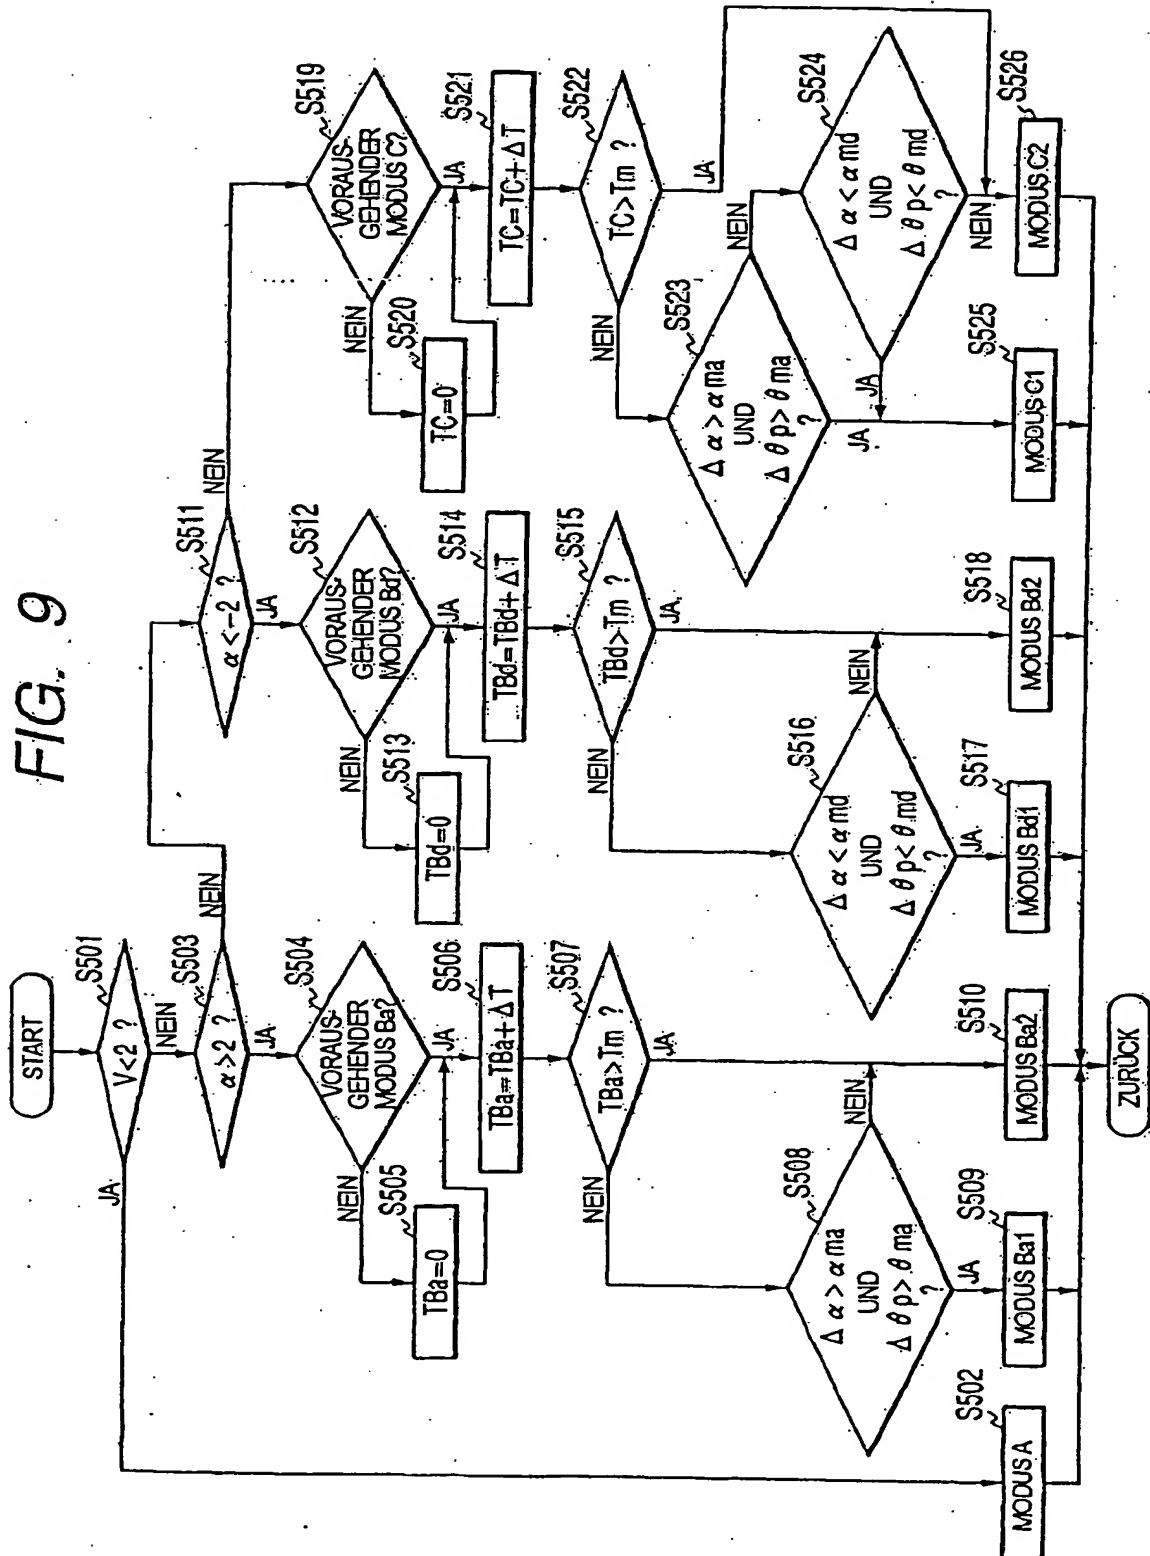 FIG. 9
START
S501
V<2 ?
JA
NEIN
S503
α>2 ?
NEIN
JA
S504
VORAUS-
GEHENDER
MODUS Ba?
NEIN
JA
S505
TBa=0
S506
TBa=TBa+ΔT
S507
TBa>Tm ?
NEIN
JA
S508
Δα>αma
UND
Δθp>θma
?
NEIN
JA
S502
MODUS A
S509
MODUS Ba1
S510
MODUS Ba2
S511
α<-2 ?
NEIN
JA
S512
VORAUS-
GEHENDER
MODUS Bd?
NEIN
JA
S513
TBd=0
S514
TBd=TBd+ΔT
S515
TBd>Tm ?
NEIN
JA
S516
Δα<αmd
UND
Δθp<θmd
?
NEIN
JA
S517
MODUS Bd1
S518
MODUS Bd2
S519
VORAUS-
GEHENDER
MODUS C?
NEIN
JA
S520
TC=0
S521
TC=TC+ΔT
S522
TC>Tm ?
NEIN
JA
S523
Δα>αma
UND
Δθp>θma
?
NEIN
JA
S524
Δα<αmd
UND
Δθp<θmd
?
JA
NEIN
S525
MODUS C1
S526
MODUS C2
ZURÜCK